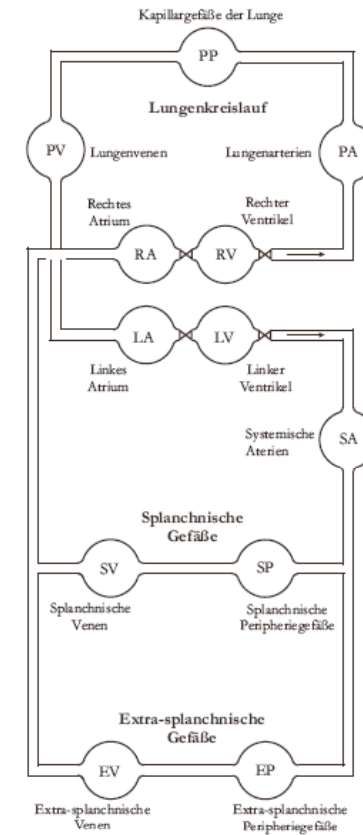 Kapillargefäße der Lunge
PP
Lungenkreislauf
PV
Lungenvenen
Lungenarterien
PA
Rechtes
Atrium
Rechter
Ventrikel
RA
RV
LA
LV
Linkes
Atrium
Linker
Ventrikel
Systemische
Aterien
SA
Splanchnische
Gefäße
SV
SP
Splanchnische
Venen
Splanchnische
Peripheriegefäße
Extra-splanchnische
Gefäße
EV
EP
Extra-splanchnische
Venen
Extra-splanchnische
Peripheriegefäße